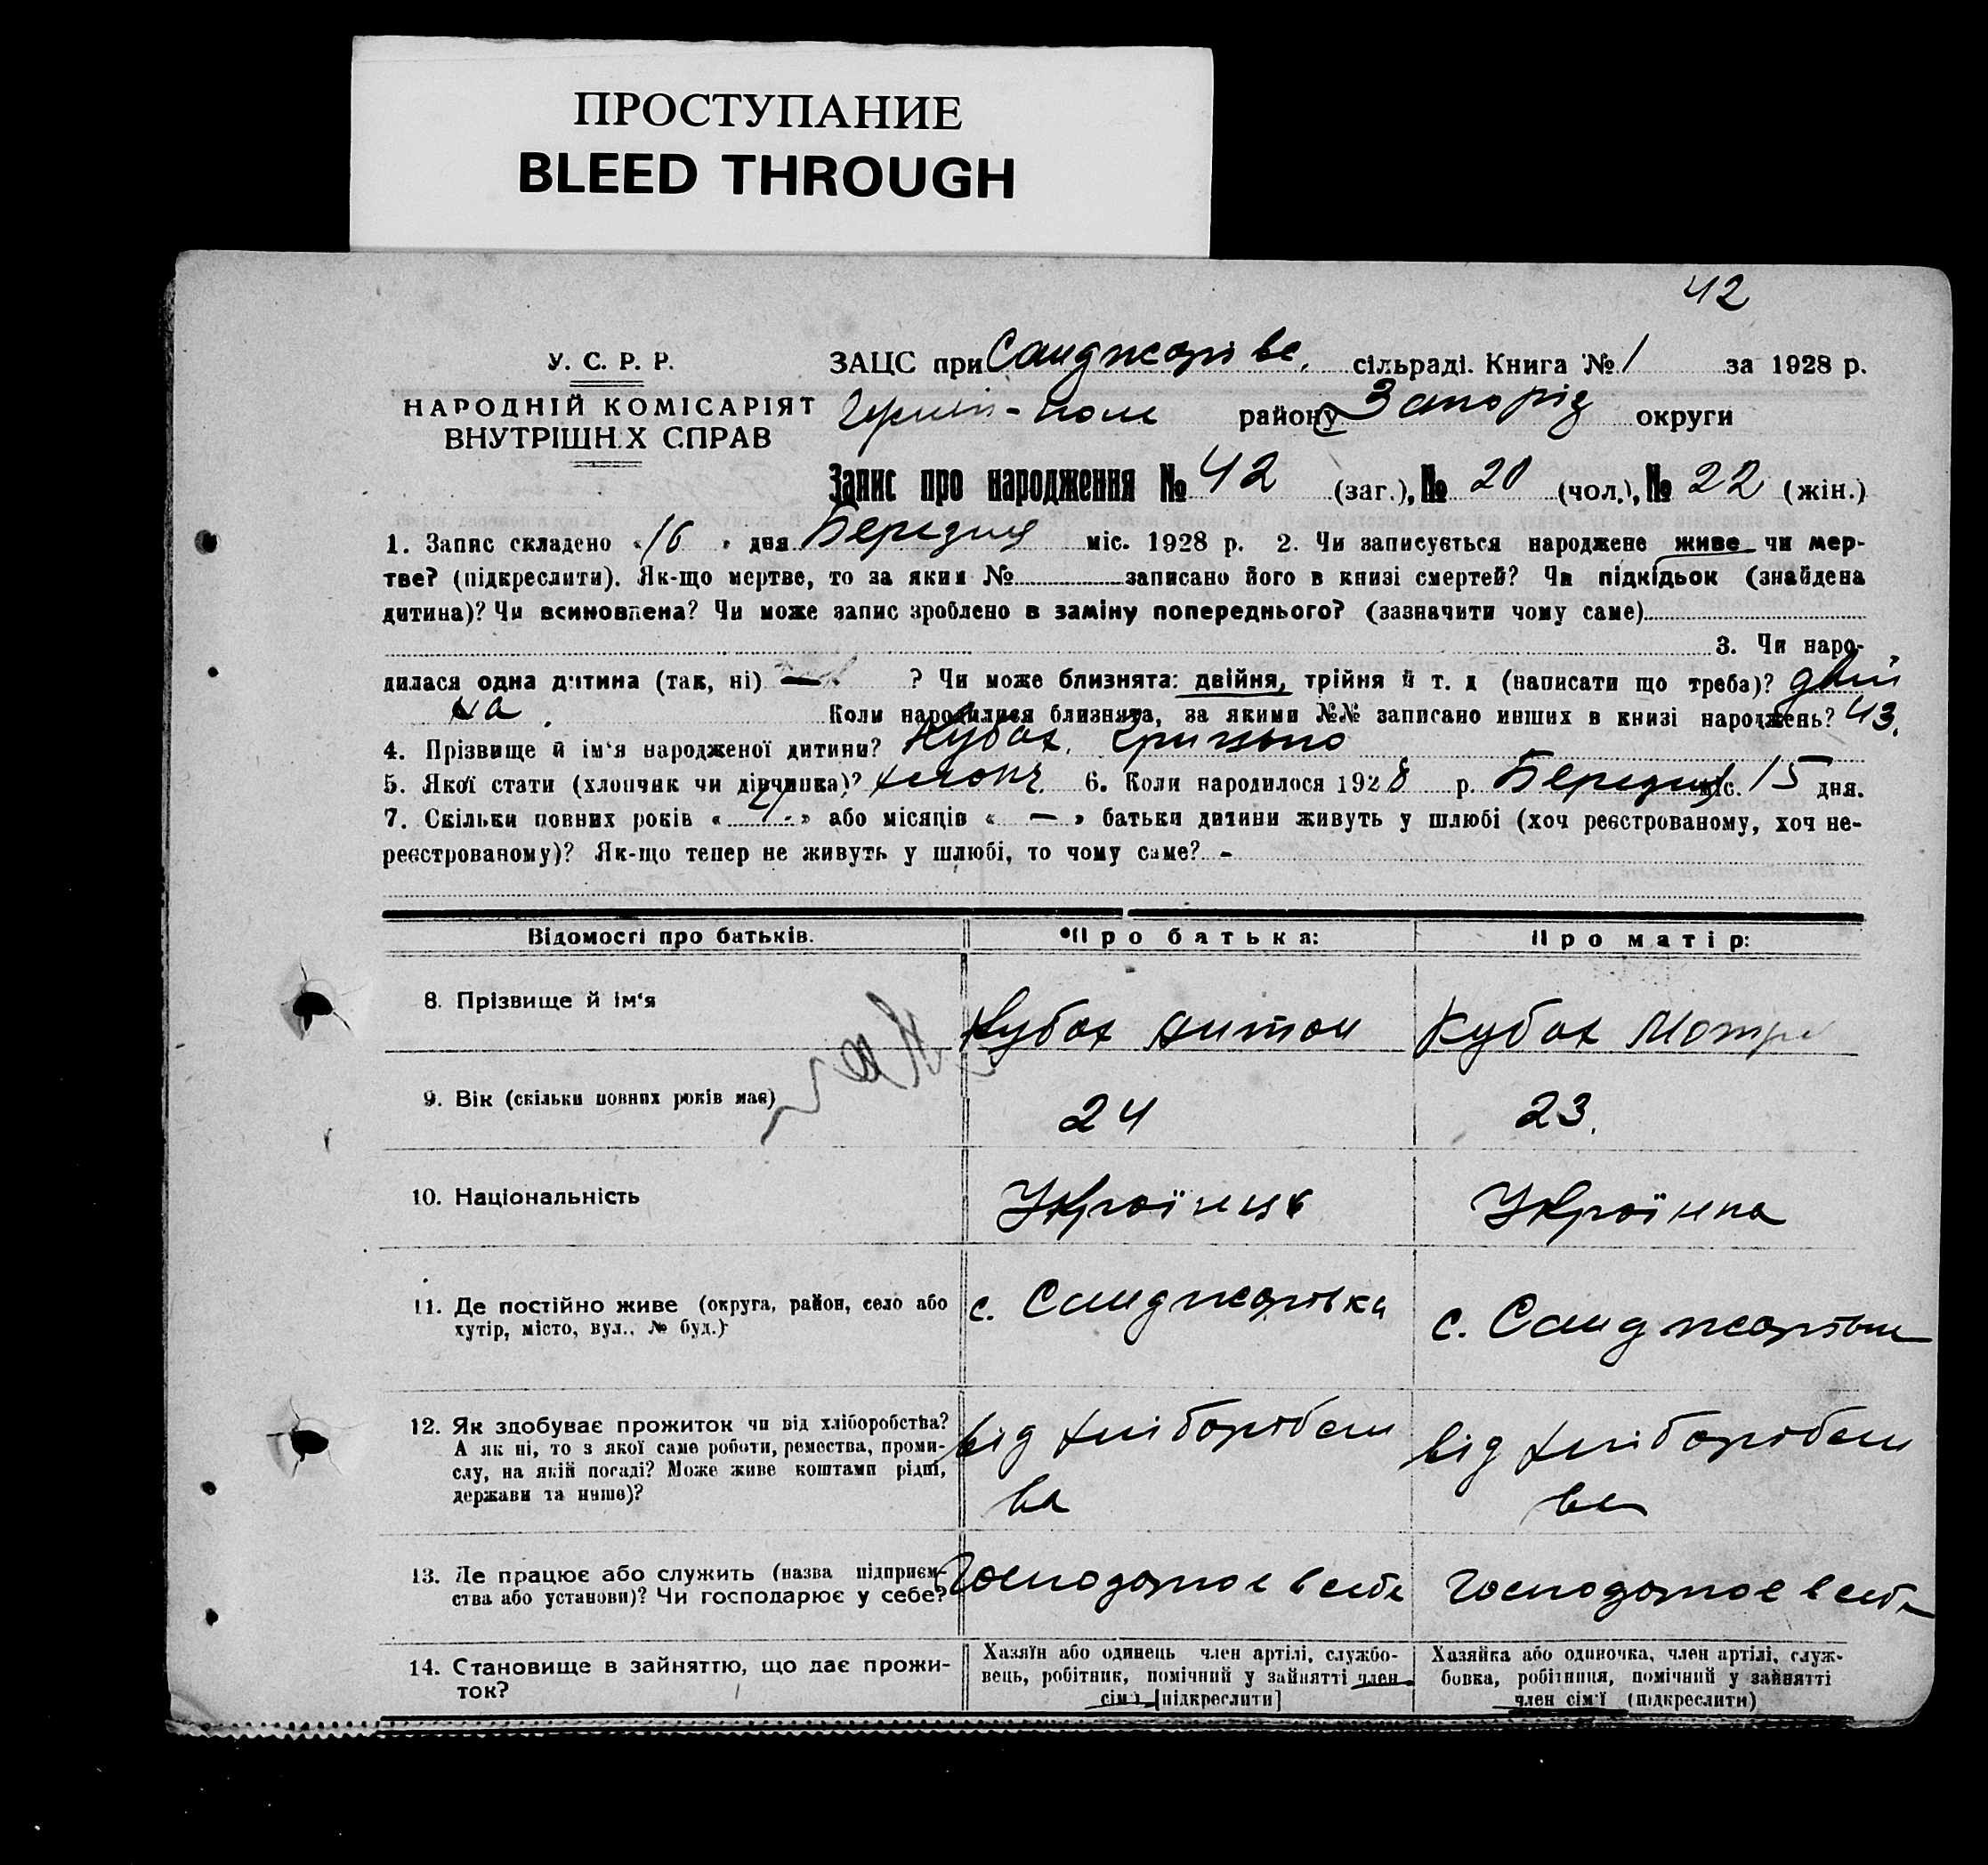 ПРОСТУПАНИЕ
BLEED THROUGH
42
У. С. Р. Р.
НАРОДНІЙ КОМІСАРІЯТ
ВНУТРІШН.Х СПРАВ
ЗАЦС при Санджарівс. сільраді. Книга № 1 за 1928 р.
Гуляй-поле району Запоріз округи
Запис про народження № 42 (заг.), № 20 (чол.), № 22 (жін.)
1. Запис складено «16» дня Березня міс. 1928 р. 2. Чи записується народжене живе чи мер-
тве? (підкреслити). Як-що мертве, то за яким № записано його в книзі смертей? Чи підкідьок (знайдена
дитина)? Чи всиновлена? Чи може запис зроблено в заміну попереднього? (зазначити чому саме)
3. Чи наро-
дилася одна дитина (так, ні) — ? Чи може близнята: двійня, трійня й т. д (написати що треба)? двій
на. Коли народилися близнята, за якими №№ записано инших в книзі народжень? 43.
4. Прізвище й ім'я народженої дитини? Кубах Грицько
5. Якої стати (хлопчик чи дівчинка)? хлопч. 6. Коли народилося 1928 р. Березня міс. 15 дня.
7. Скільки повних років « » або місяців « — » батьки дитини живуть у шлюбі (хоч реєстрованому, хоч не-
реєстрованому)? Як-що тепер не живуть у шлюбі, то чому саме? -
Відомості про батьків. Про батька: Про матір:
8. Прізвище й ім'я Кубах Антон Кубах Мотря
9. Вік (скільки повних років має) 24 23.
10. Національність Українць Українка
11. Де постійно живе (округа, район, село або
хутір, місто, вул., № буд.)
с. Санджарівка
с. Санджарівка
12. Як здобуває прожиток чи від хліборобства?
А як ні, то з якої саме роботи, ремества, проми-
слу, на якій посаді? Може живе коштами рідні,
держави та инше)?
від хліборобст
ва
від хліборобст
ва
13. Де працює або служить (назва підприєм-
ства або установи)? Чи господарює у себе?
Господарює в себе
Господарює в себе
14. Становище в зайняттю, що дає прожи-
ток?
Хазяїн або одинець член артілі, службо-
вець, робітник, помічний у зайнятті член
сім'ї [підкреслити]
Хазяйка або одиночка, член артілі, служ-
бовка, робітниця, помічний у зайнятті
член сім'ї (підкреслити)